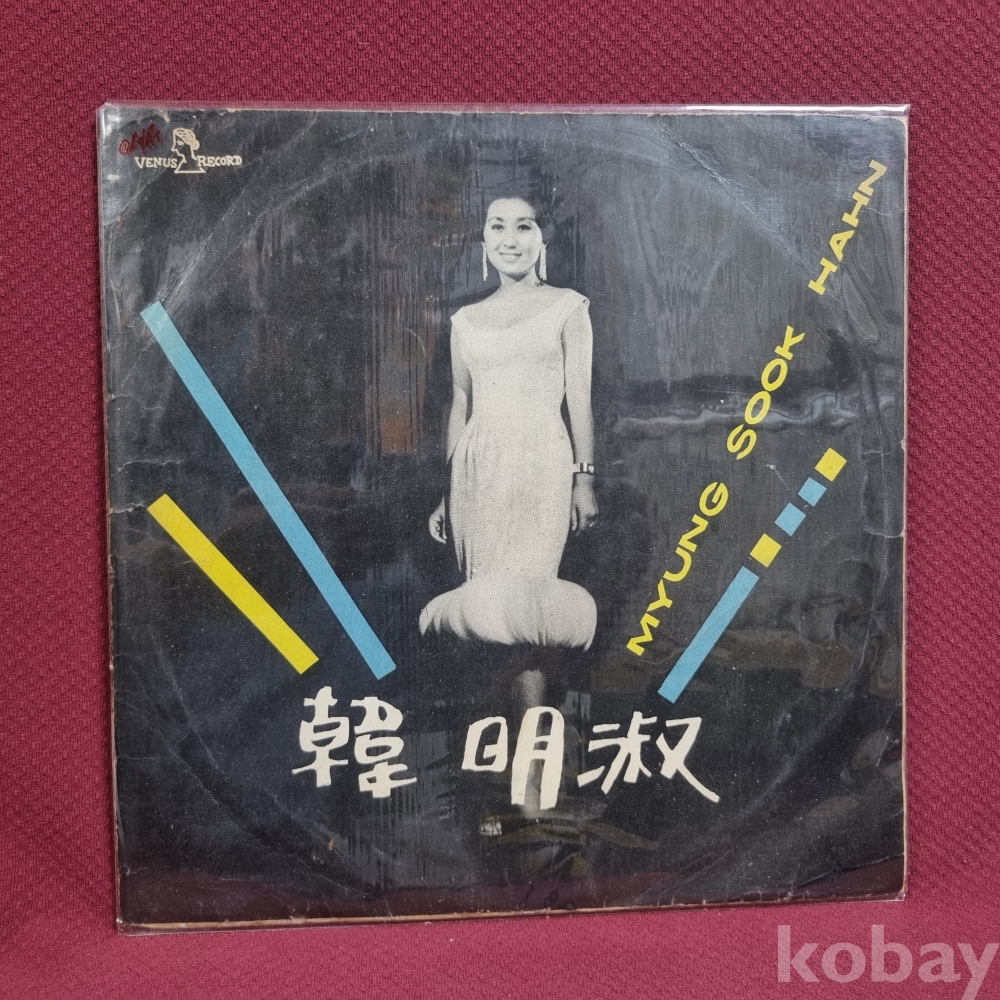 VENUS RECORD
MYUNG SOOK HAHN
韓明淑
kobay